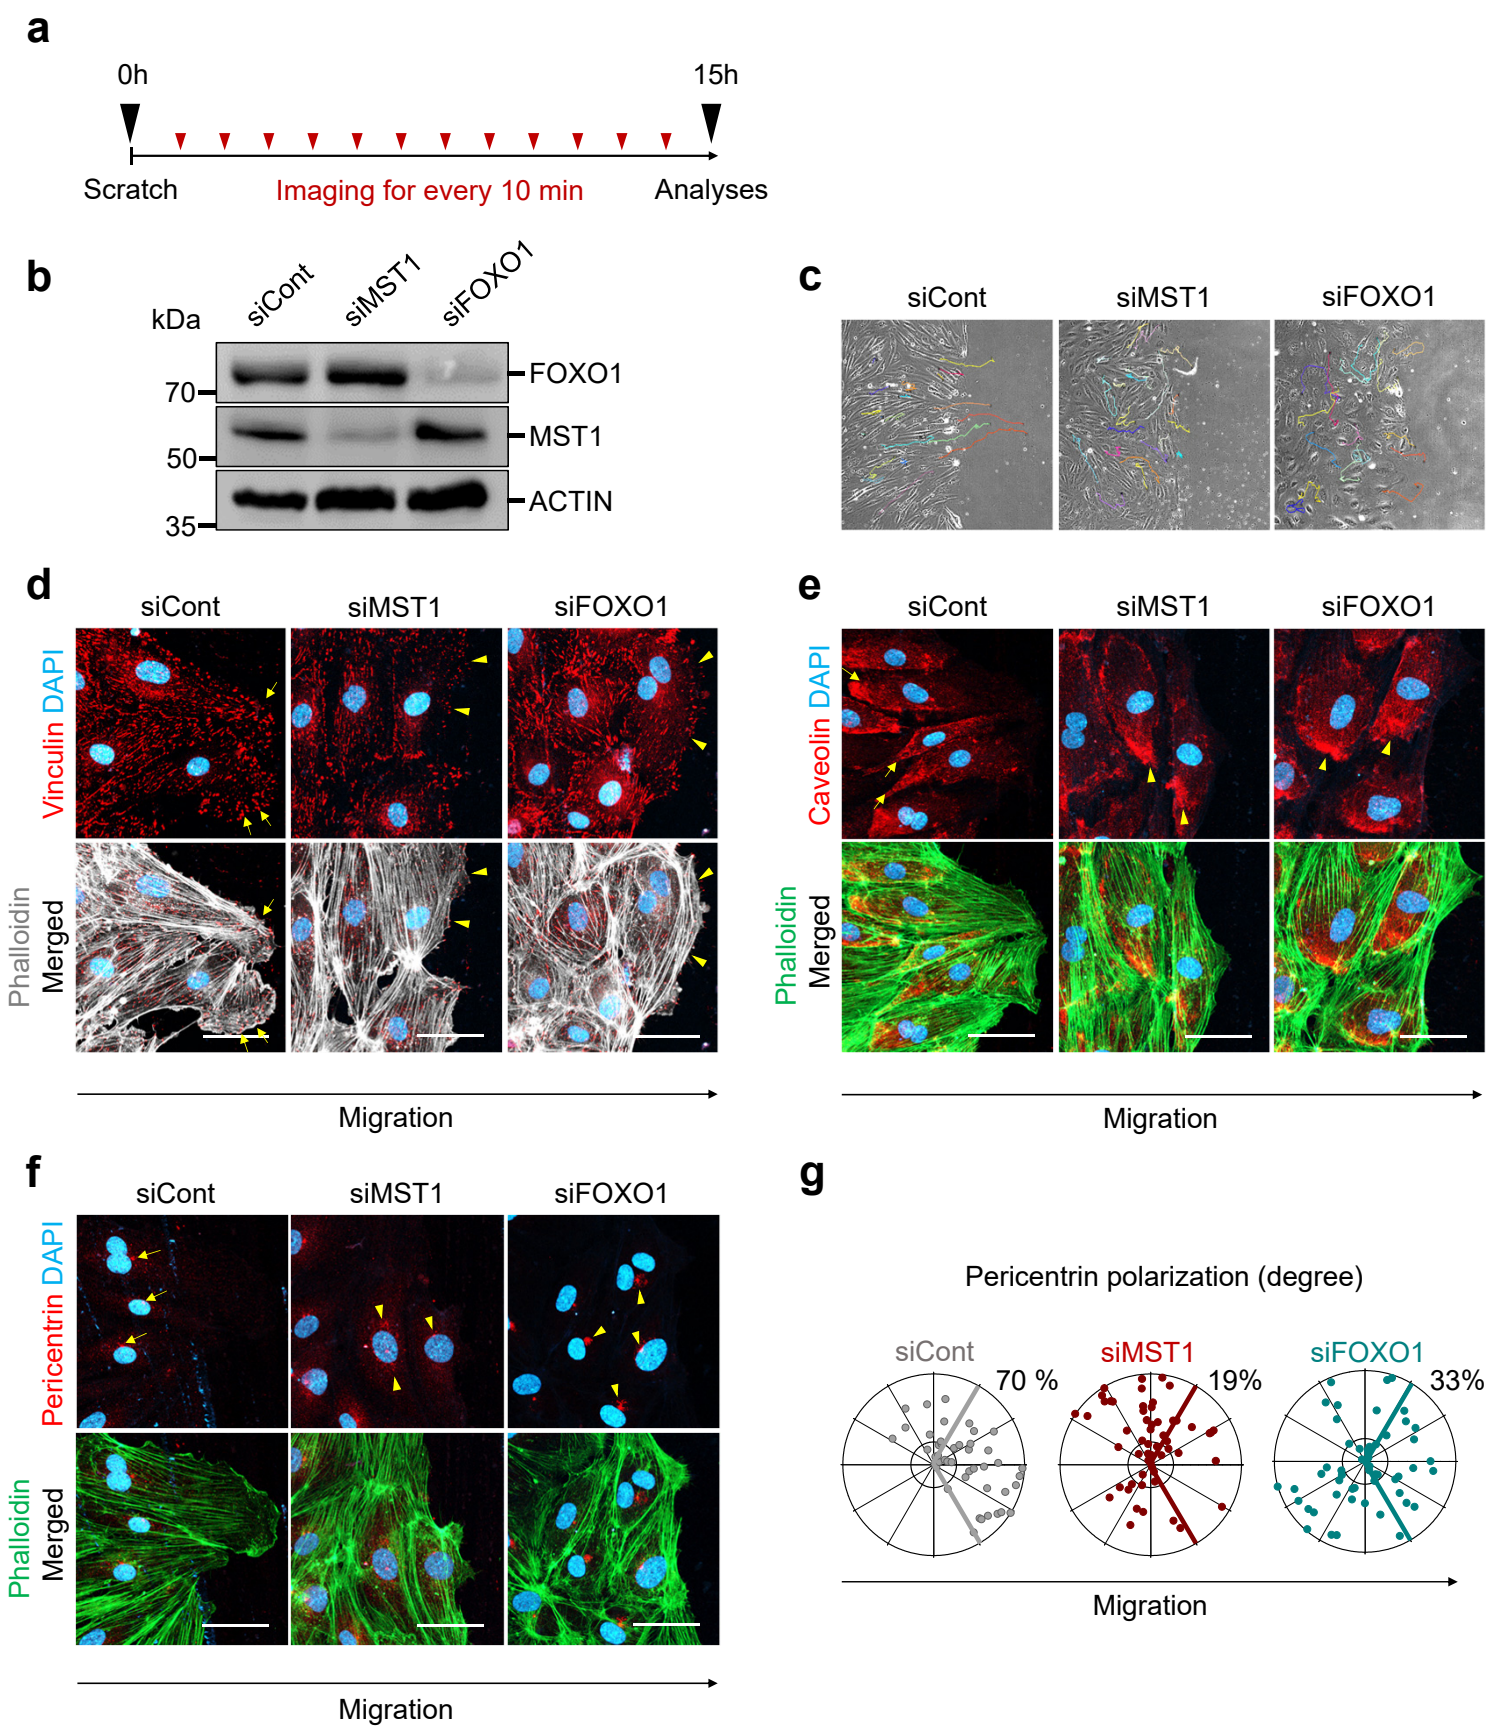 a
0h
15h
Scratch
Imaging for every 10 min
Analyses
b
kDa
siCont
siMST1
siFOXO1
70
FOXO1
50
MST1
35
ACTIN
c
siCont
siMST1
siFOXO1
d
siCont
siMST1
siFOXO1
Vinculin DAPI
Phalloidin
Merged
Migration
e
siCont
siMST1
siFOXO1
Caveolin DAPI
Phalloidin
Merged
Migration
f
siCont
siMST1
siFOXO1
Pericentrin DAPI
Phalloidin
Merged
Migration
g
Pericentrin polarization (degree)
siCont
siMST1
siFOXO1
70 %
19%
33%
Migration